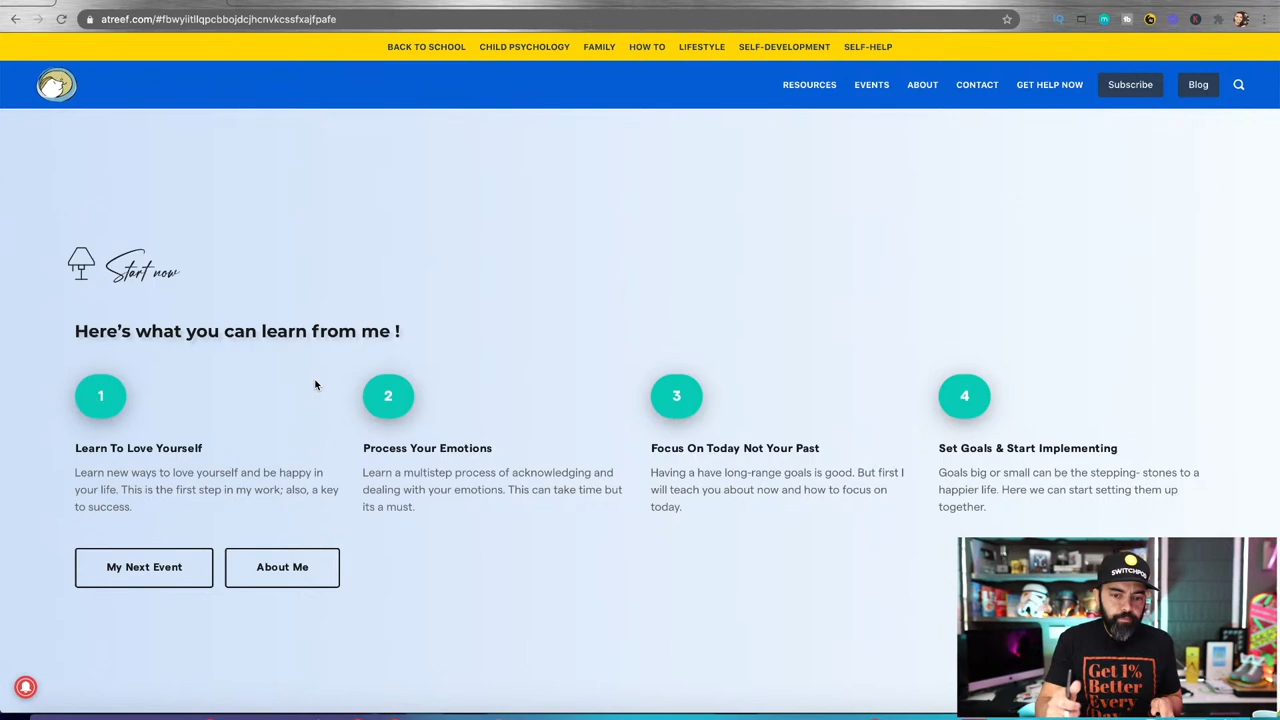 atreef.com/#fbwyiitllqpcbbojdcjhcnvkcssfxajfpafe
BACK TO SCHOOL CHILD PSYCHOLOGY FAMILY HOW TO LIFESTYLE SELF-DEVELOPMENT SELF-HELP
RESOURCES EVENTS ABOUT CONTACT GET HELP NOW Subscribe Blog
Start now
Here's what you can learn from me !
1 2 3 4
Learn To Love Yourself Process Your Emotions Focus On Today Not Your Past Set Goals & Start Implementing
Learn new ways to love yourself and be happy in Learn a multistep process of acknowledging and Having a have long-range goals is good. But first I Goals big or small can be the stepping- stones to a
your life. This is the first step in my work; also, a key dealing with your emotions. This can take time but will teach you about now and how to focus on happier life. Here we can start setting them up
to success. its a must. today. together.
My Next Event About Me
SWITCHPOD
Get 1%
Better
Every
Day